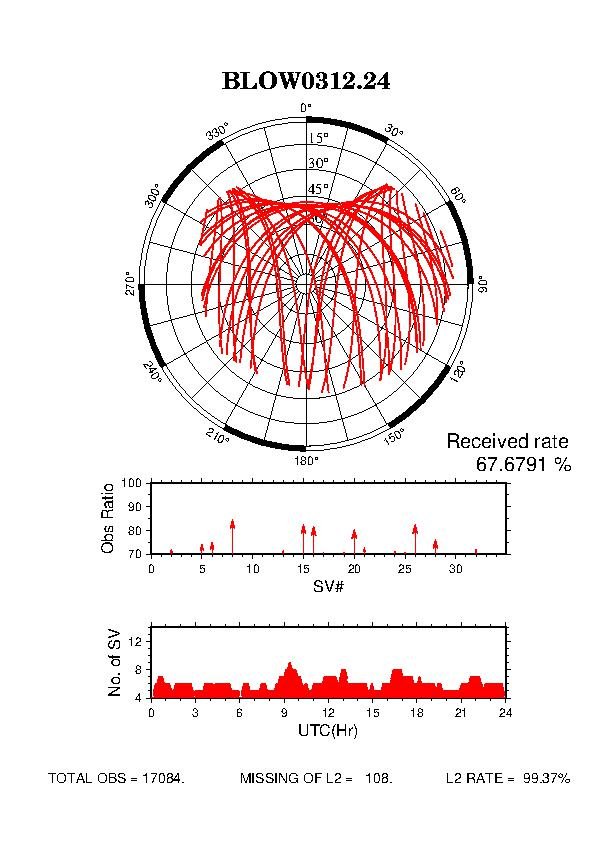 BLOW0312.24
0°
330°
30°
15°
30°
45°
300°
60°
270°
90°
240°
120°
210°
150°
180°
Received rate
67.6791 %
Obs Ratio
100
90
80
70
0 5 10 15 20 25 30
SV#
No. of SV
12
8
4
0 3 6 9 12 15 18 21 24
UTC(Hr)
TOTAL OBS = 17084. MISSING OF L2 = 108. L2 RATE = 99.37%